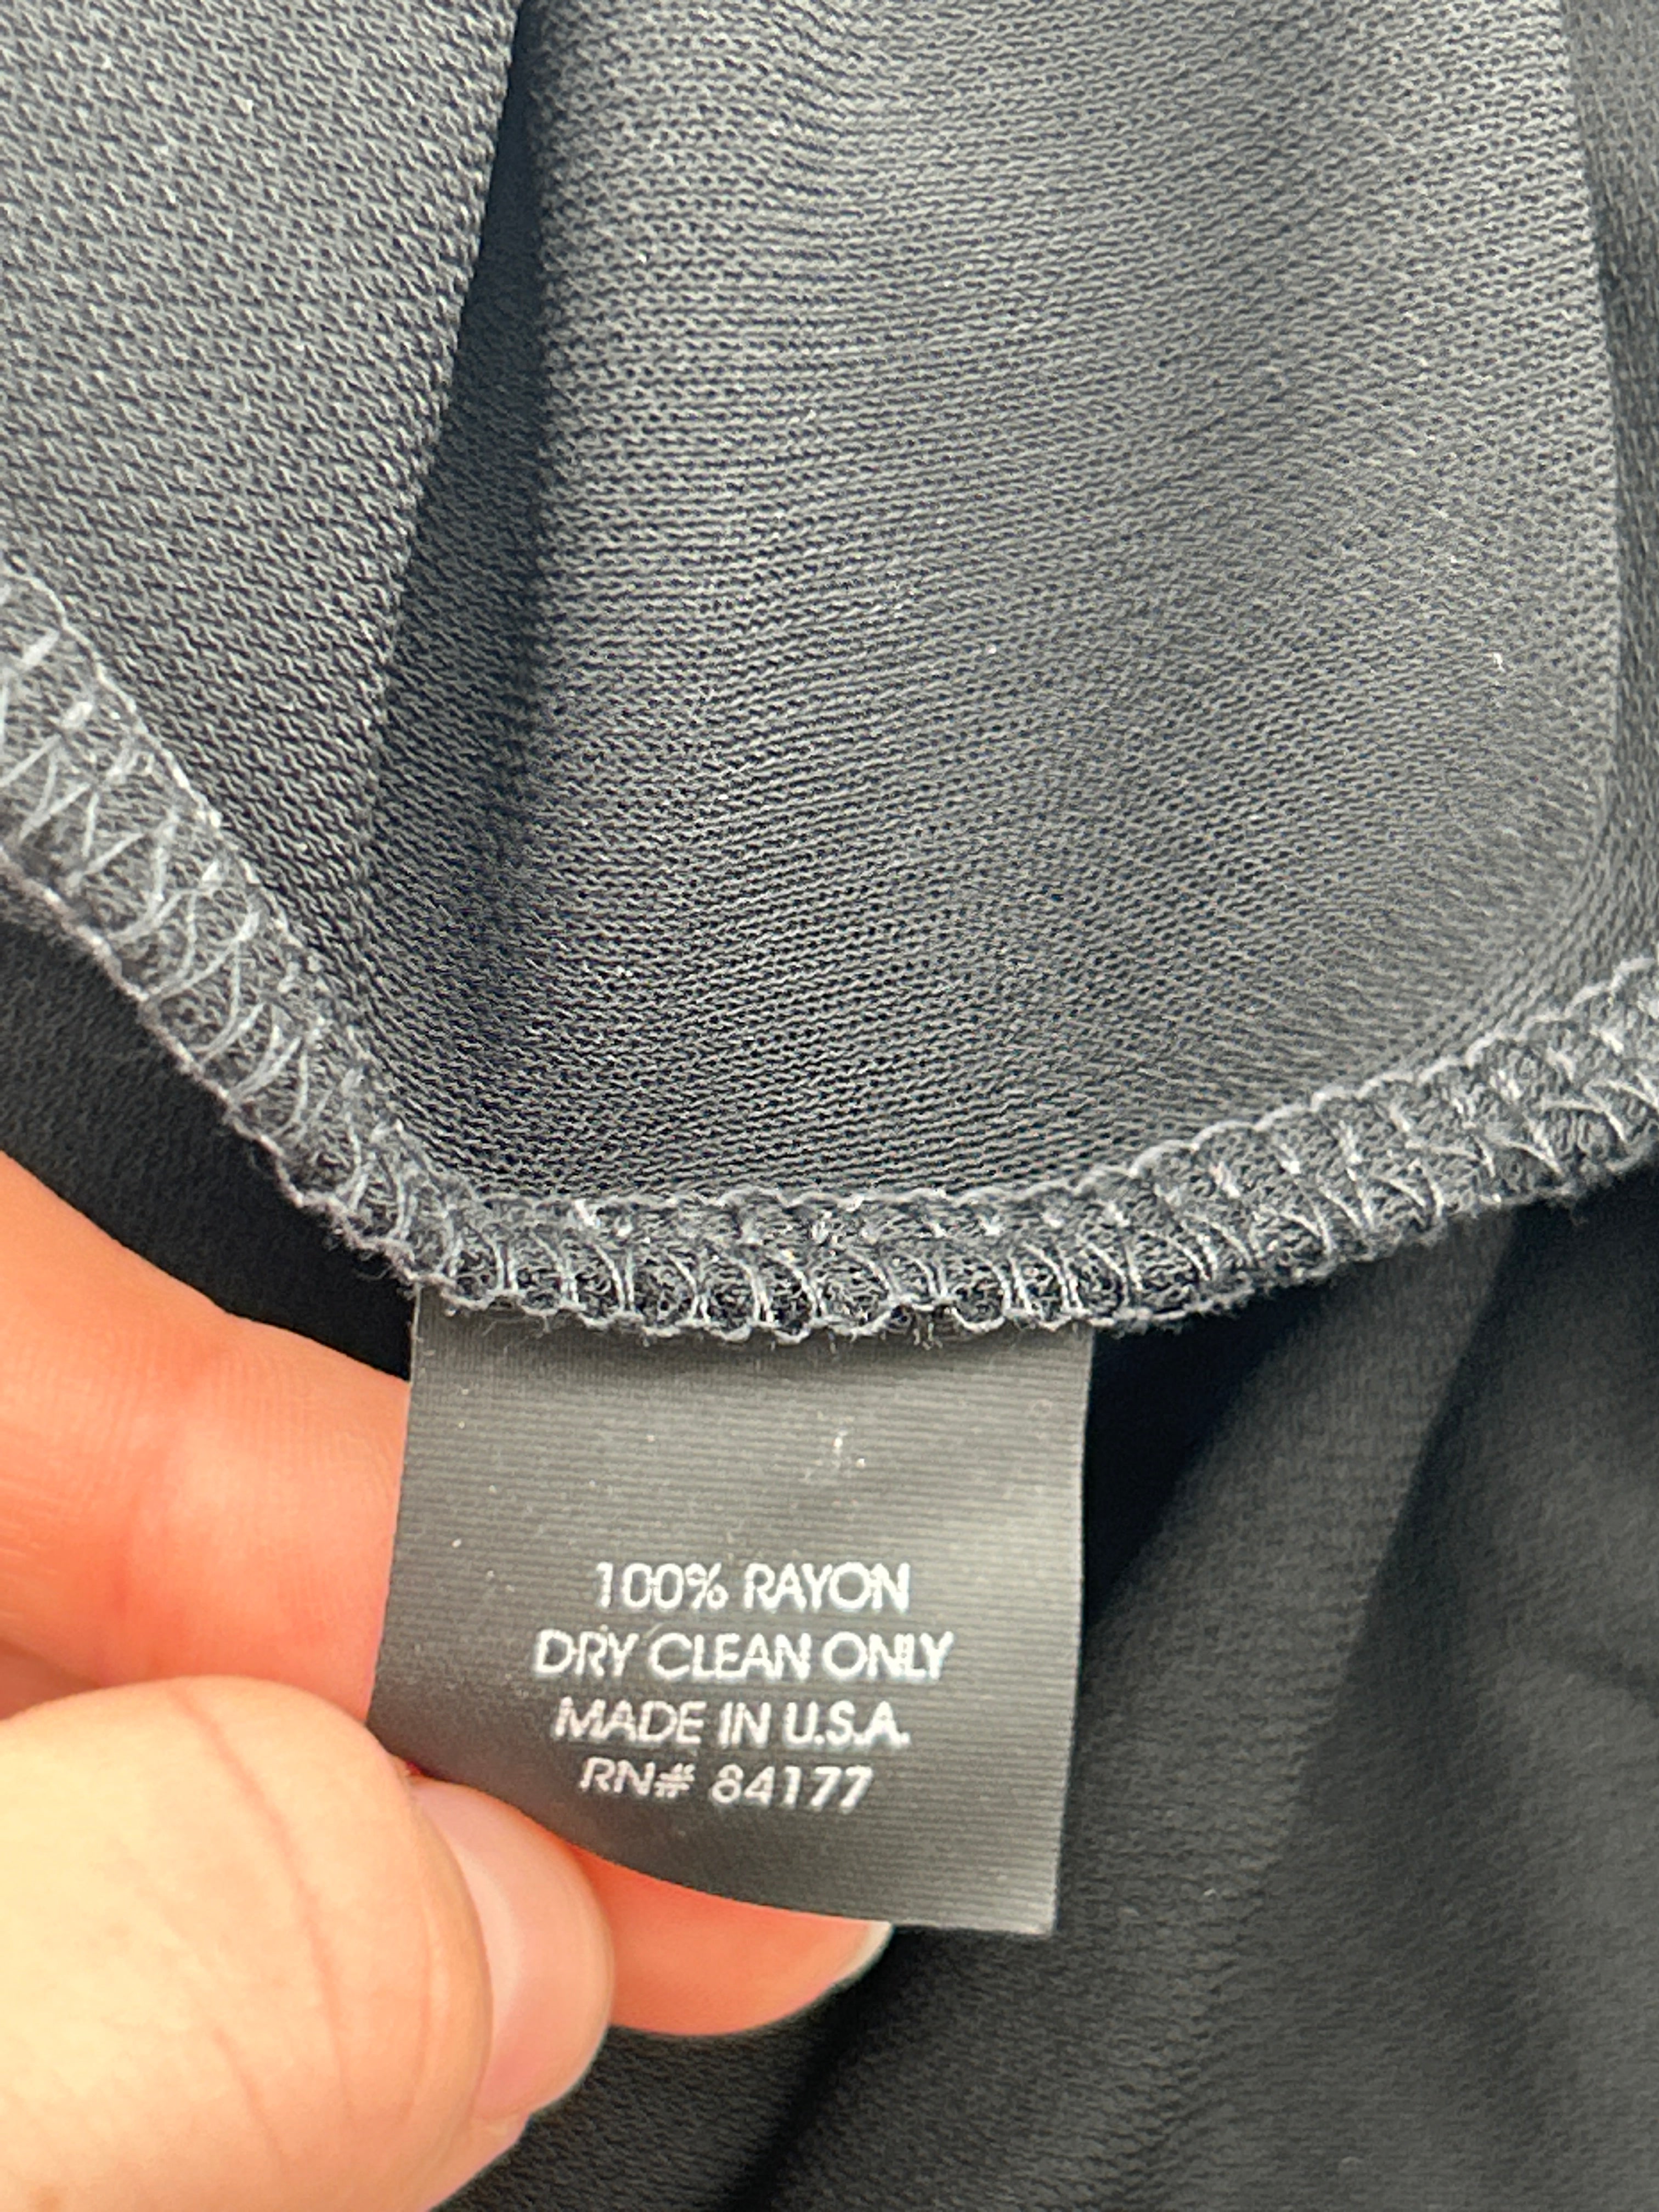 100% RAYON
DRY CLEAN ONLY
MADE IN U.S.A.
RN# 84177